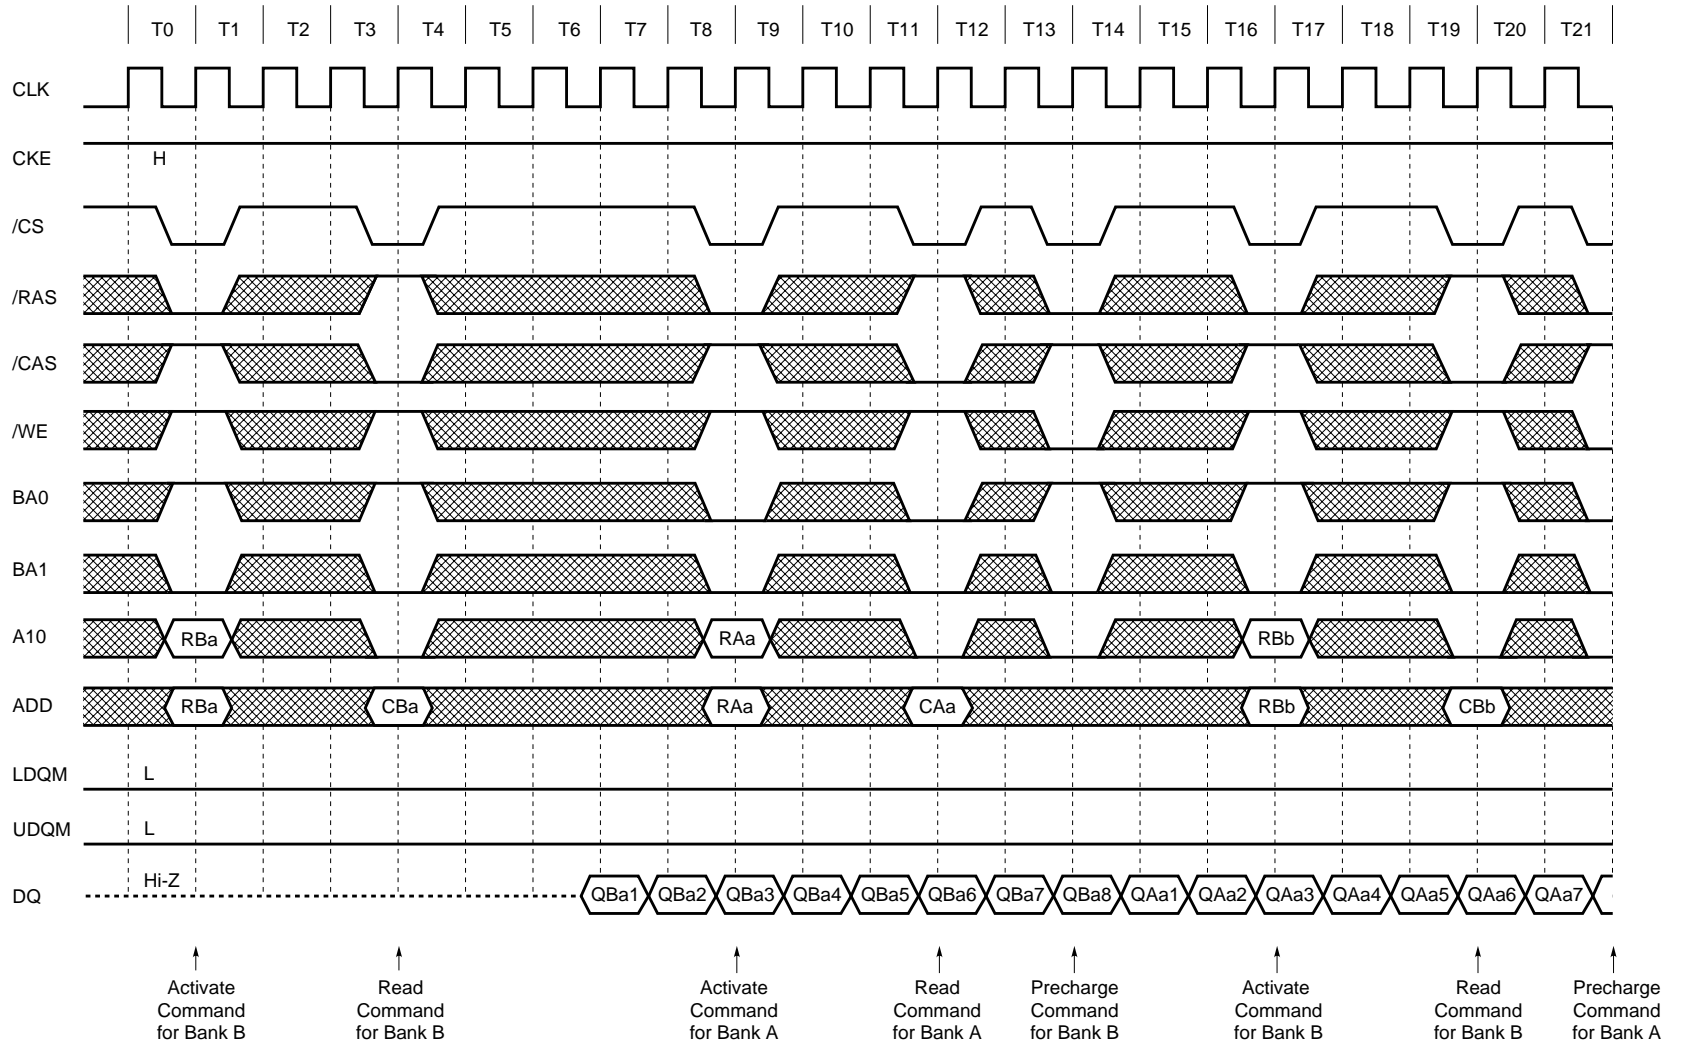 T0 T1 T2 T3 T4 T5 T6 T7 T8 T9 T10 T11 T12 T13 T14 T15 T16 T17 T18 T19 T20 T21
CLK
CKE H
/CS
/RAS
/CAS
/WE
BA0
BA1
A10 RBa RAa RBb
ADD RBa CBa RAa CAa RBb CBb
LDQM L
UDQM L
DQ Hi-Z QBa1 QBa2 QBa3 QBa4 QBa5 QBa6 QBa7 QBa8 QAa1 QAa2 QAa3 QAa4 QAa5 QAa6 QAa7
Activate
Command
for Bank B
Read
Command
for Bank B
Activate
Command
for Bank A
Read
Command
for Bank A
Precharge
Command
for Bank B
Activate
Command
for Bank B
Read
Command
for Bank B
Precharge
Command
for Bank A